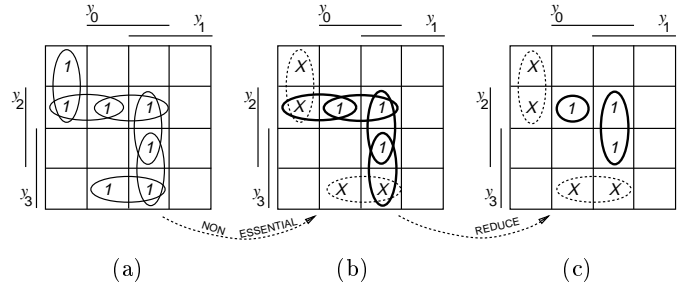 y0 y0 y0
y1 y1 y1
1 X X
y2 1 1 1 y2 X 1 1 y2 X 1 1
1 1 1
y3 1 1 y3 X X y3 X X
NON ESSENTIAL REDUCE
(a) (b) (c)